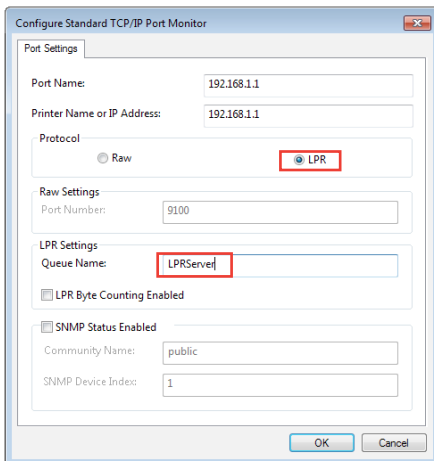 Configure Standard TCP/IP Port Monitor
Port Settings
Port Name: 192.168.1.1
Printer Name or IP Address: 192.168.1.1
Protocol
Raw LPR
Raw Settings
Port Number: 9100
LPR Settings
Queue Name: LPRServer
LPR Byte Counting Enabled
SNMP Status Enabled
Community Name: public
SNMP Device Index: 1
OK Cancel